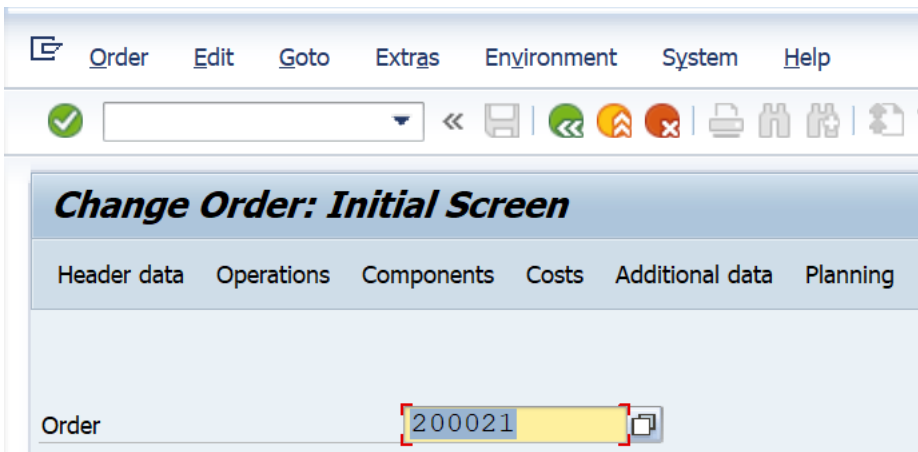 Order Edit Goto Extras Environment System Help
Change Order: Initial Screen
Header data Operations Components Costs Additional data Planning
Order 200021